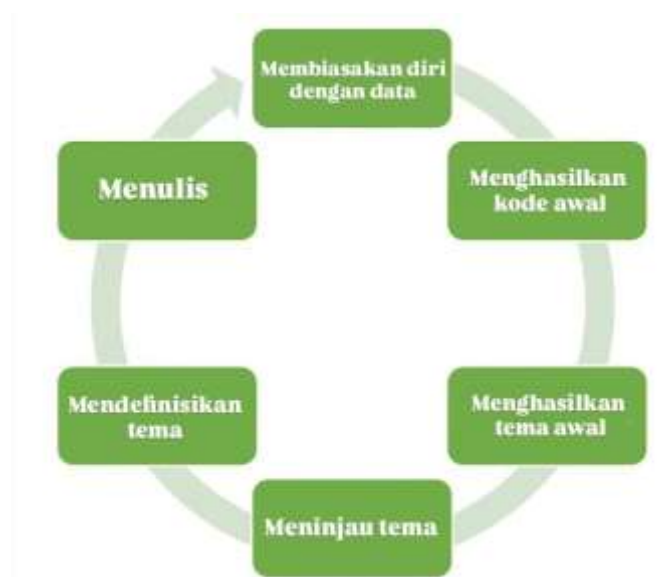 Membiasakan diri
dengan data
Menghasilkan
kode awal
Menghasilkan
tema awal
Meninjau tema
Mendefinisikan
tema
Menulis